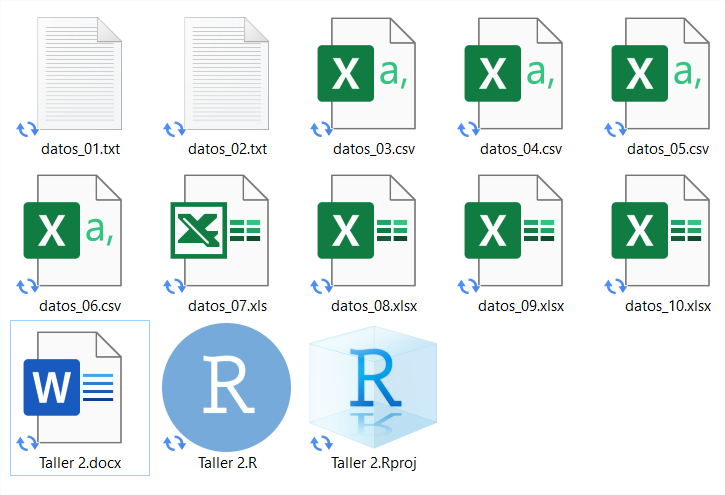 datos_01.txt
datos_02.txt
X a,
datos_03.csv
X a,
datos_04.csv
X a,
datos_05.csv
X a,
datos_06.csv
X
datos_07.xls
X
datos_08.xlsx
X
datos_09.xlsx
X
datos_10.xlsx
W
Taller 2.docx
R
Taller 2.R
R
Taller 2.Rproj